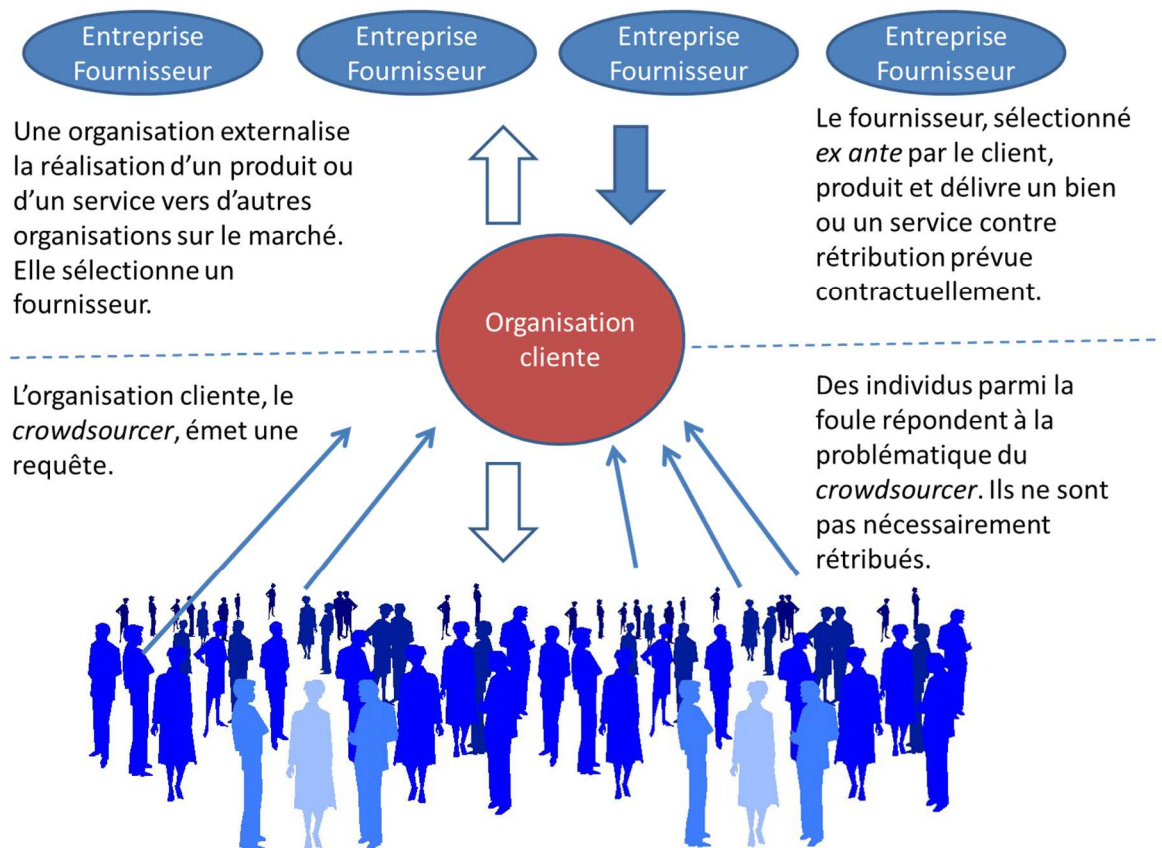 Entreprise
Fournisseur
Entreprise
Fournisseur
Entreprise
Fournisseur
Entreprise
Fournisseur
Une organisation externalise
la réalisation d’un produit ou
d’un service vers d’autres
organisations sur le marché.
Elle sélectionne un
fournisseur.
Le fournisseur, sélectionné
ex ante par le client,
produit et délivre un bien
ou un service contre
rétribution prévue
contractuellement.
Organisation
cliente
L’organisation cliente, le
crowdsourcer, émet une
requête.
Des individus parmi la
foule répondent à la
problématique du
crowdsourcer. Ils ne sont
pas nécessairement
rétribués.